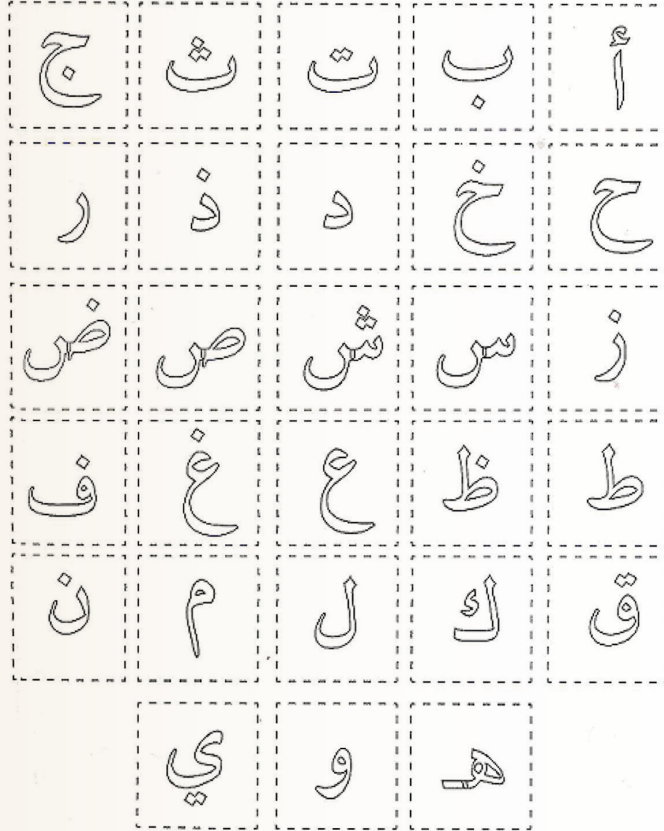 أ ب ت ث ج
ح خ د ذ ر
ز س ش ص ض
ط ظ ع غ ف
ق ك ل م ن
هـ و ي